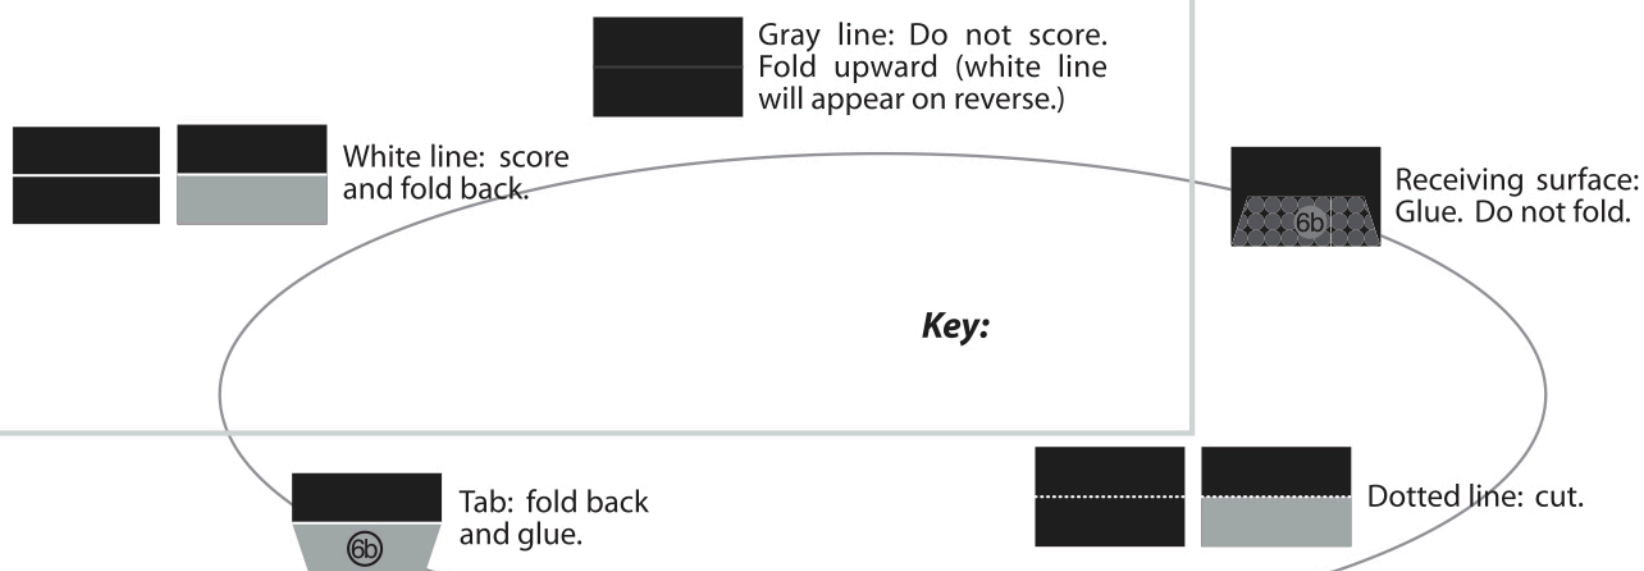 Gray line: Do not score.
Fold upward (white line
will appear on reverse.)
White line: score
and fold back.
Receiving surface:
Glue. Do not fold.
6b
Key:
Dotted line: cut.
Tab: fold back
and glue.
6b